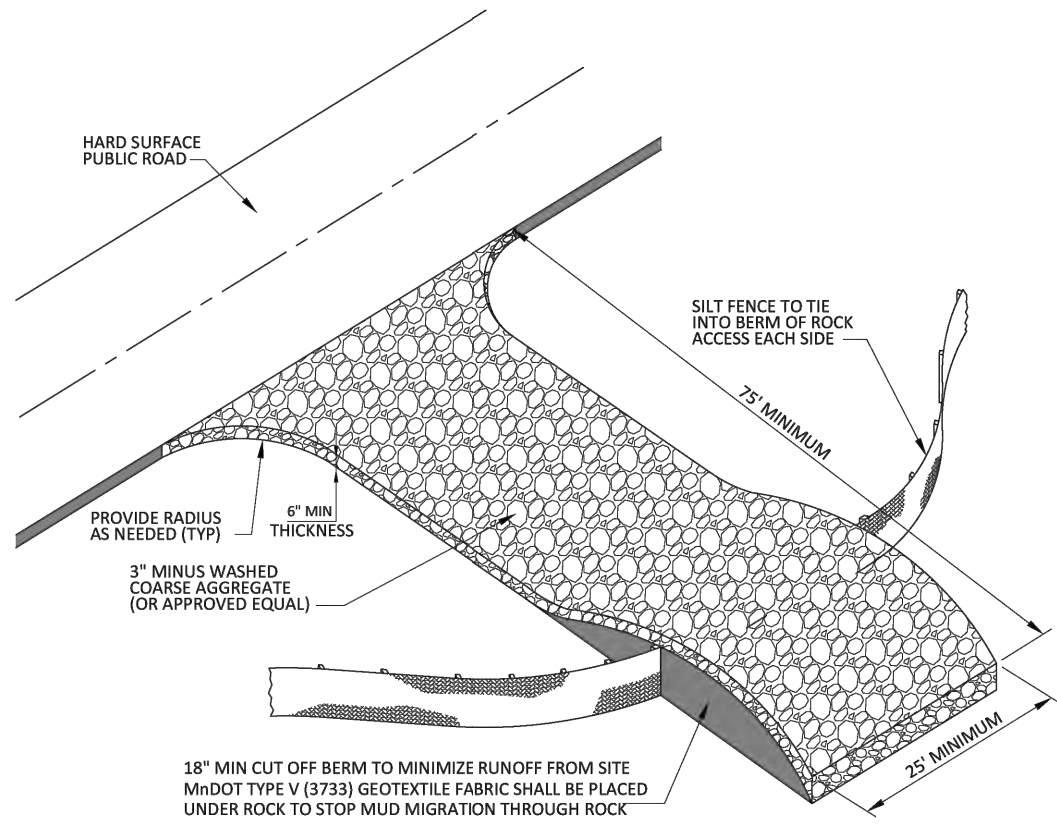 HARD SURFACE
PUBLIC ROAD
SILT FENCE TO TIE
INTO BERM OF ROCK
ACCESS EACH SIDE
75' MINIMUM
PROVIDE RADIUS
AS NEEDED (TYP)
6" MIN
THICKNESS
3" MINUS WASHED
COARSE AGGREGATE
(OR APPROVED EQUAL)
25' MINIMUM
18" MIN CUT OFF BERM TO MINIMIZE RUNOFF FROM SITE
MnDOT TYPE V (3733) GEOTEXTILE FABRIC SHALL BE PLACED
UNDER ROCK TO STOP MUD MIGRATION THROUGH ROCK